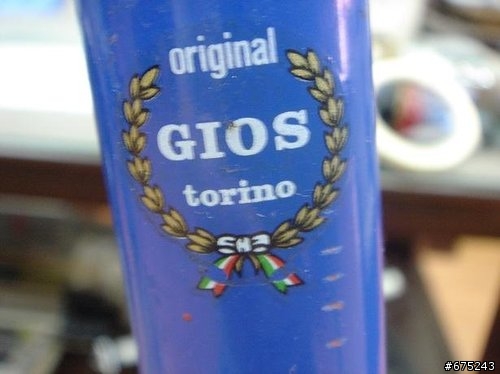 original
GIOS
torino
#675243